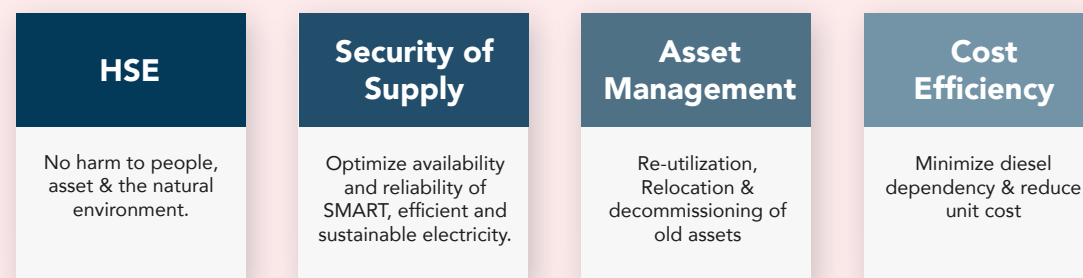 HSE
No harm to people,
asset & the natural
environment.
Security of
Supply
Optimize availability
and reliability of
SMART, efficient and
sustainable electricity.
Asset
Management
Re-utilization,
Relocation &
decommissioning of
old assets
Cost
Efficiency
Minimize diesel
dependency & reduce
unit cost